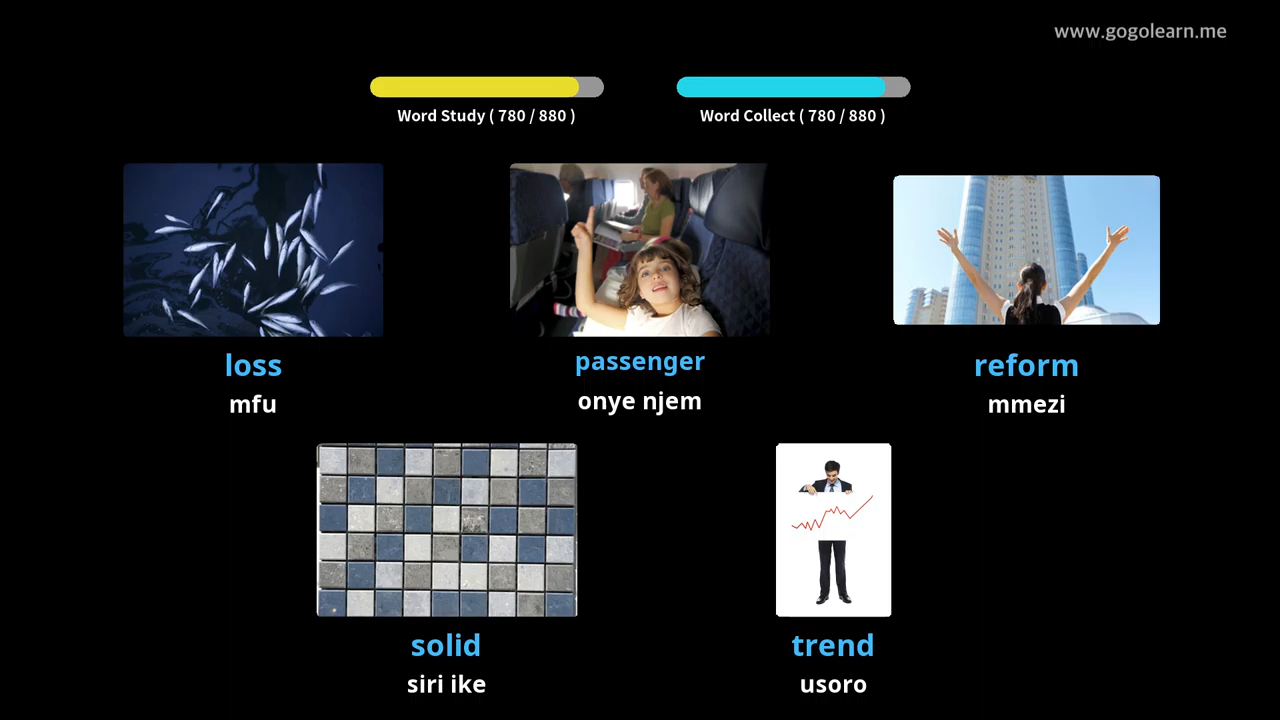 www.gogolearn.me
Word Study ( 780 / 880 )
Word Collect ( 780 / 880 )
loss
mfu
passenger
onye njem
reform
mmezi
solid
siri ike
trend
usoro